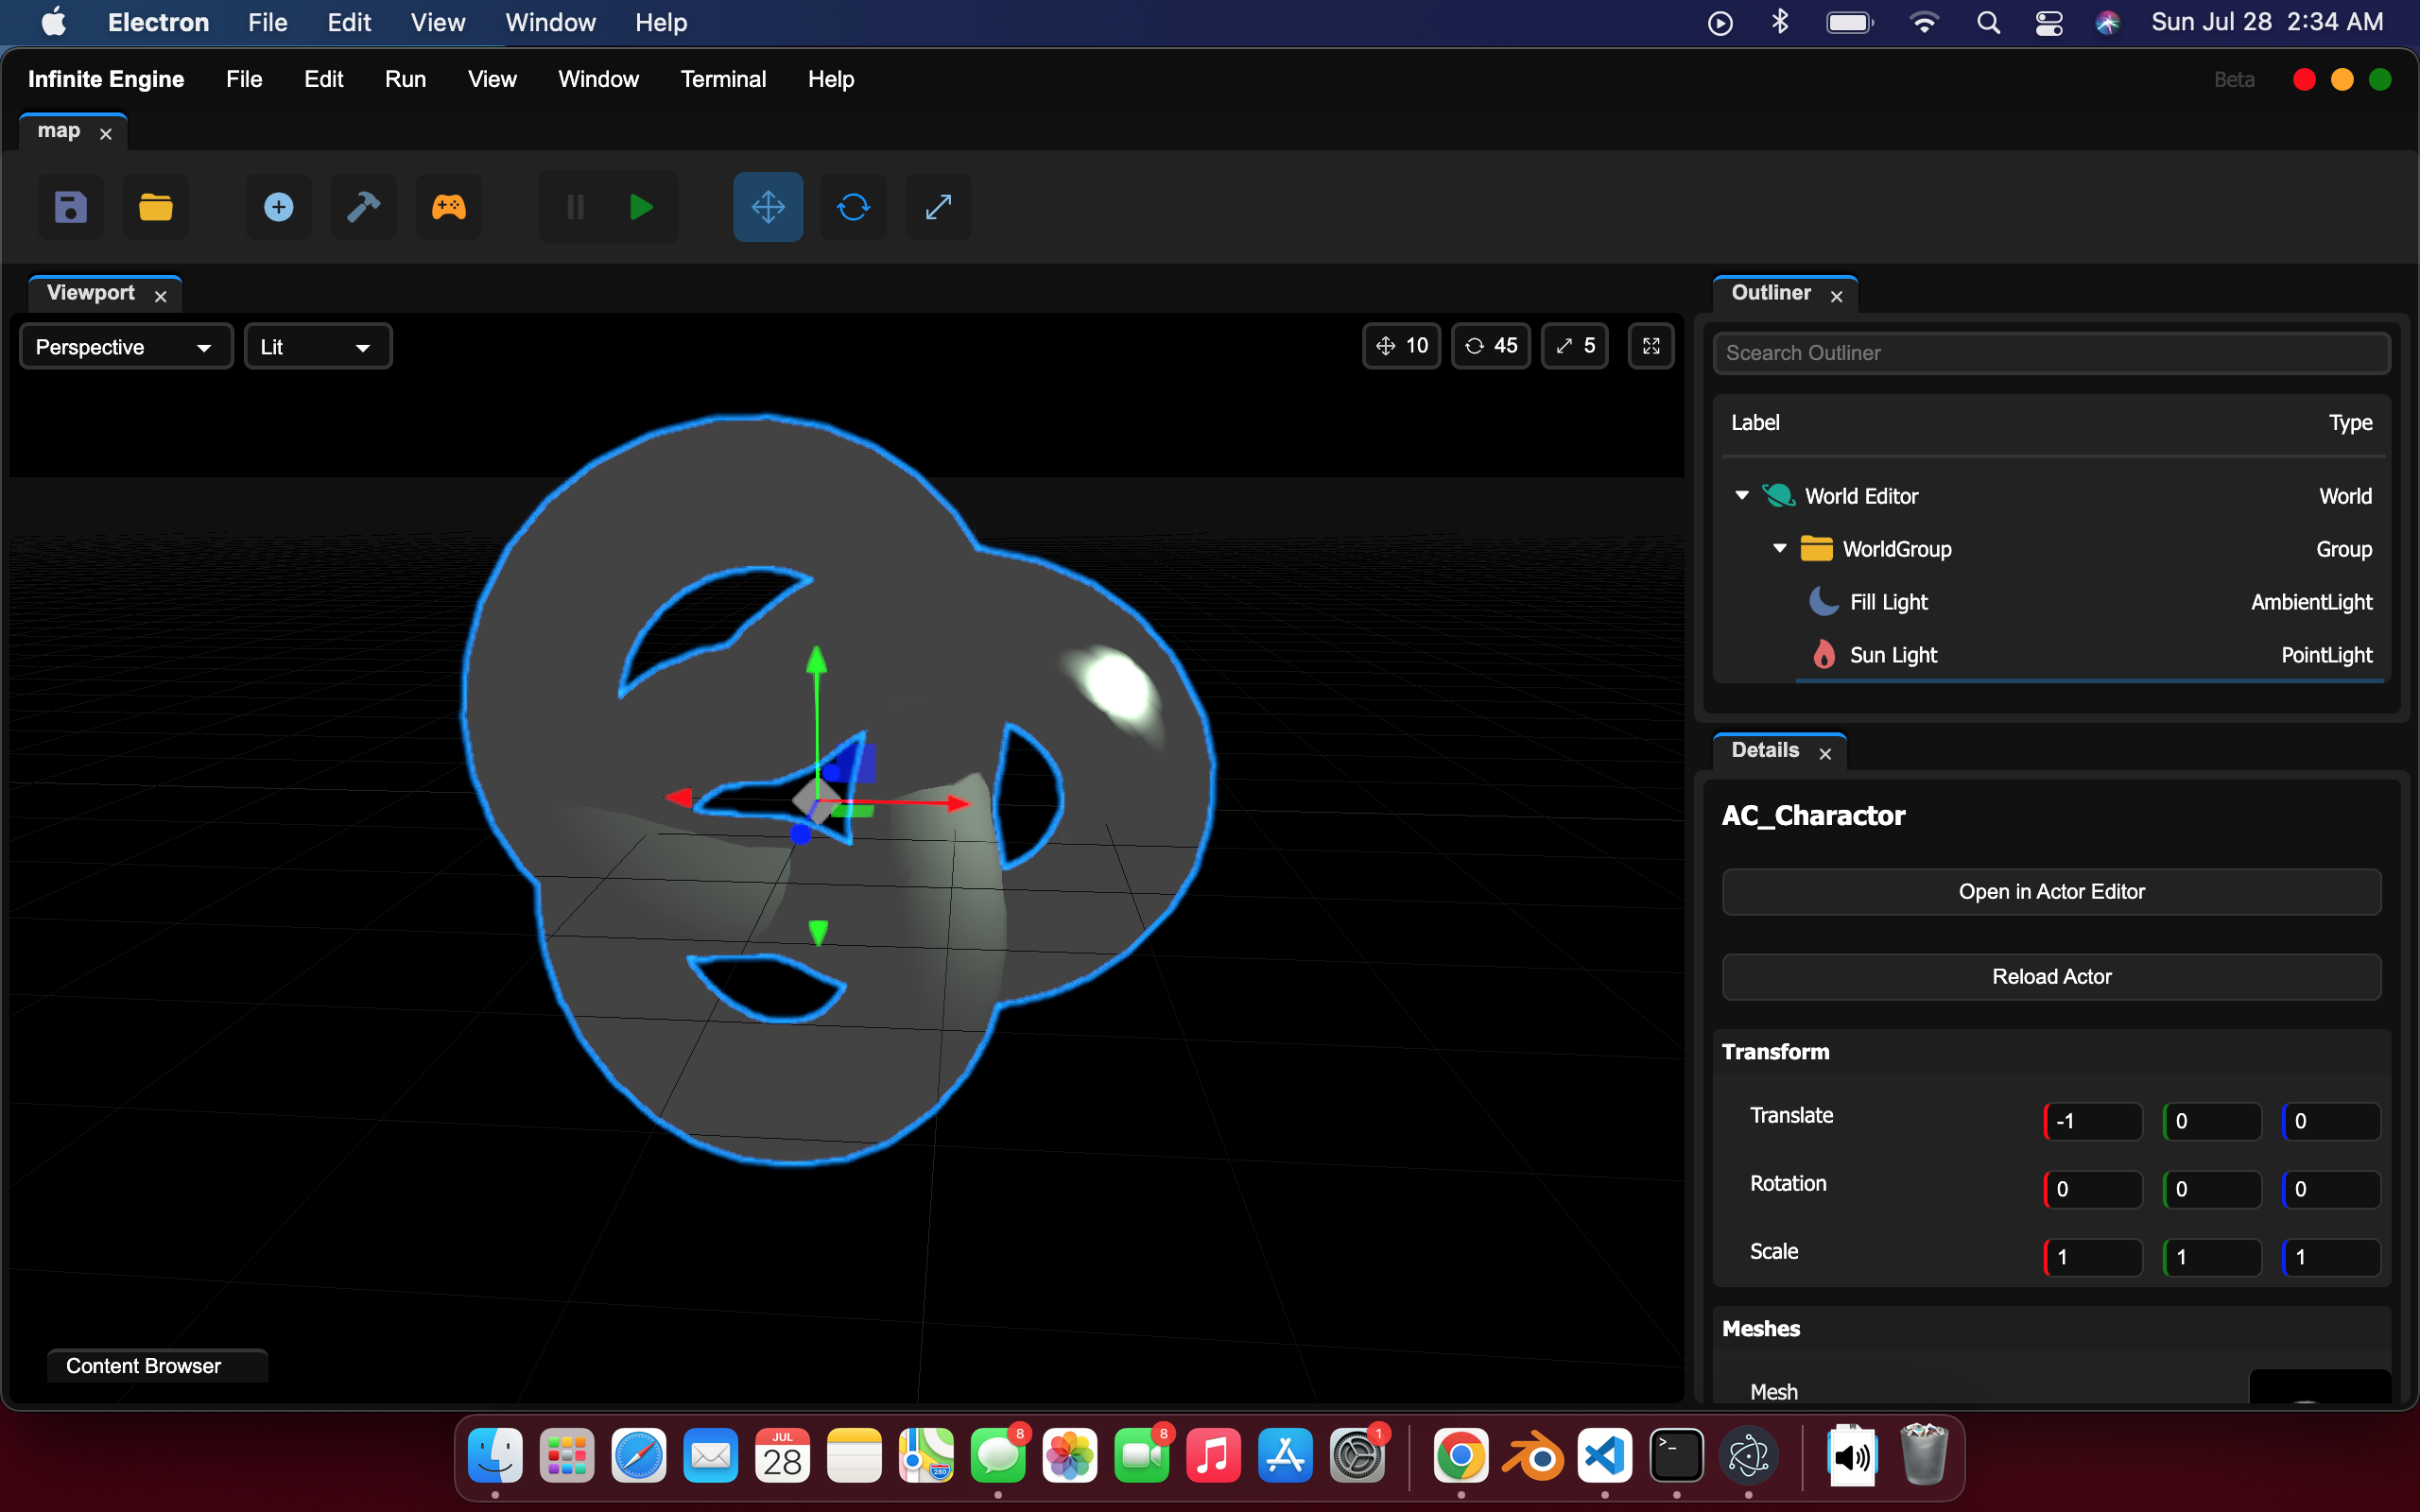 Electron File Edit View Window Help Sun Jul 28 2:34 AM
Infinite Engine File Edit Run View Window Terminal Help Beta
map
Viewport
Outliner
Perspective Lit 10 45 5
Scearch Outliner
Label Type
World Editor World
WorldGroup Group
Fill Light AmbientLight
Sun Light PointLight
Details
AC_Charactor
Open in Actor Editor
Reload Actor
Transform
Translate -1 0 0
Rotation 0 0 0
Scale 1 1 1
Meshes
Mesh
Content Browser
JUL
28
280
8
8
1
>_